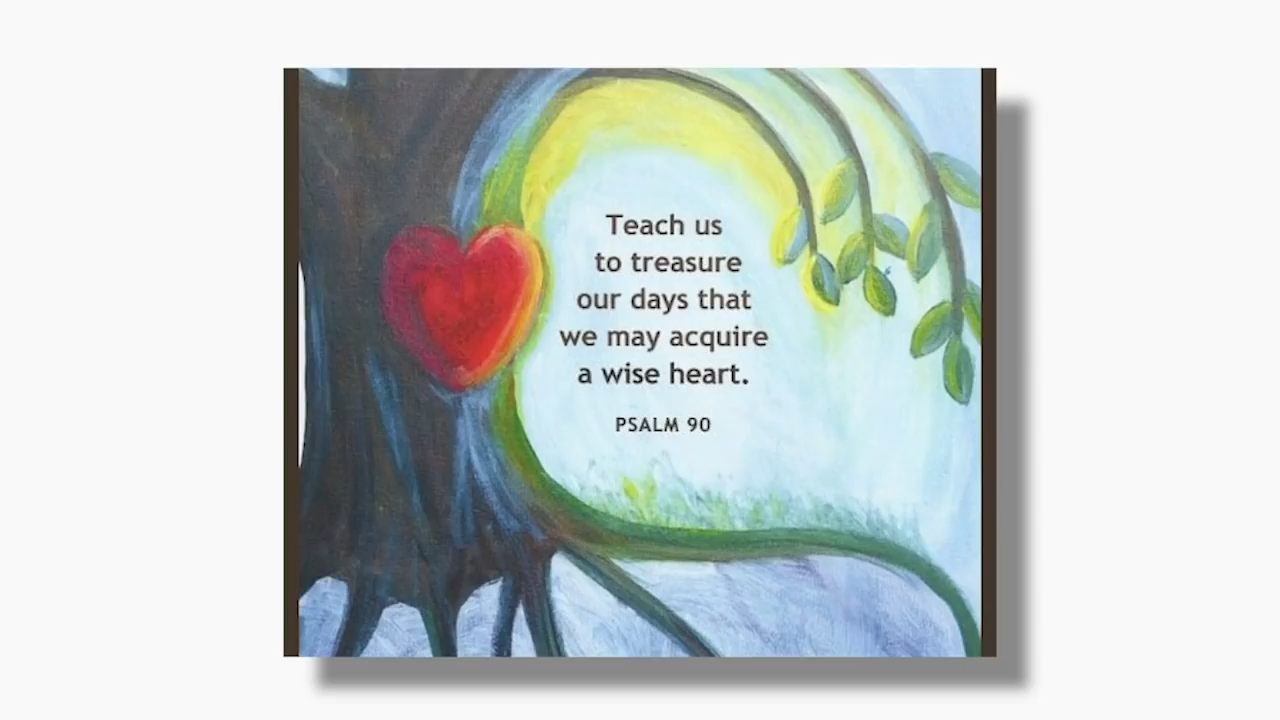 Teach us
to treasure
our days that
we may acquire
a wise heart.
PSALM 90